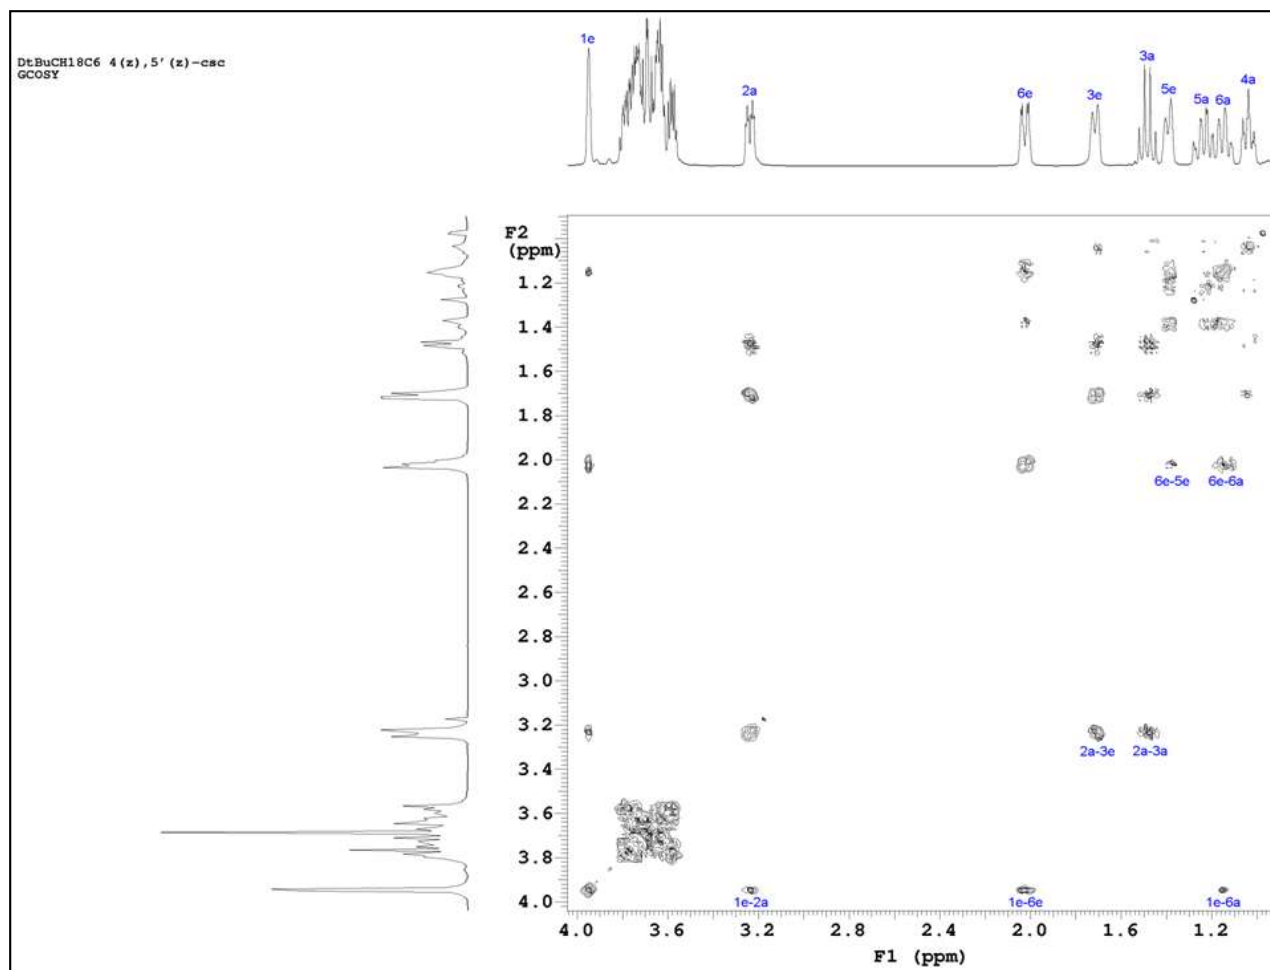 DtBuCH18C6 4(z),5'(z)-csc
GCOSY
1e
2a
6e
3e
3a
5e
5a
6a
4a
F2
(ppm)
1.2
1.4
1.6
1.8
2.0
6e-5e
6e-6a
2.2
2.4
2.6
2.8
3.0
3.2
2a-3e
2a-3a
3.4
3.6
3.8
4.0
1e-2a
1e-6e
1e-6a
4.0
3.6
3.2
2.8
2.4
2.0
1.6
1.2
F1 (ppm)